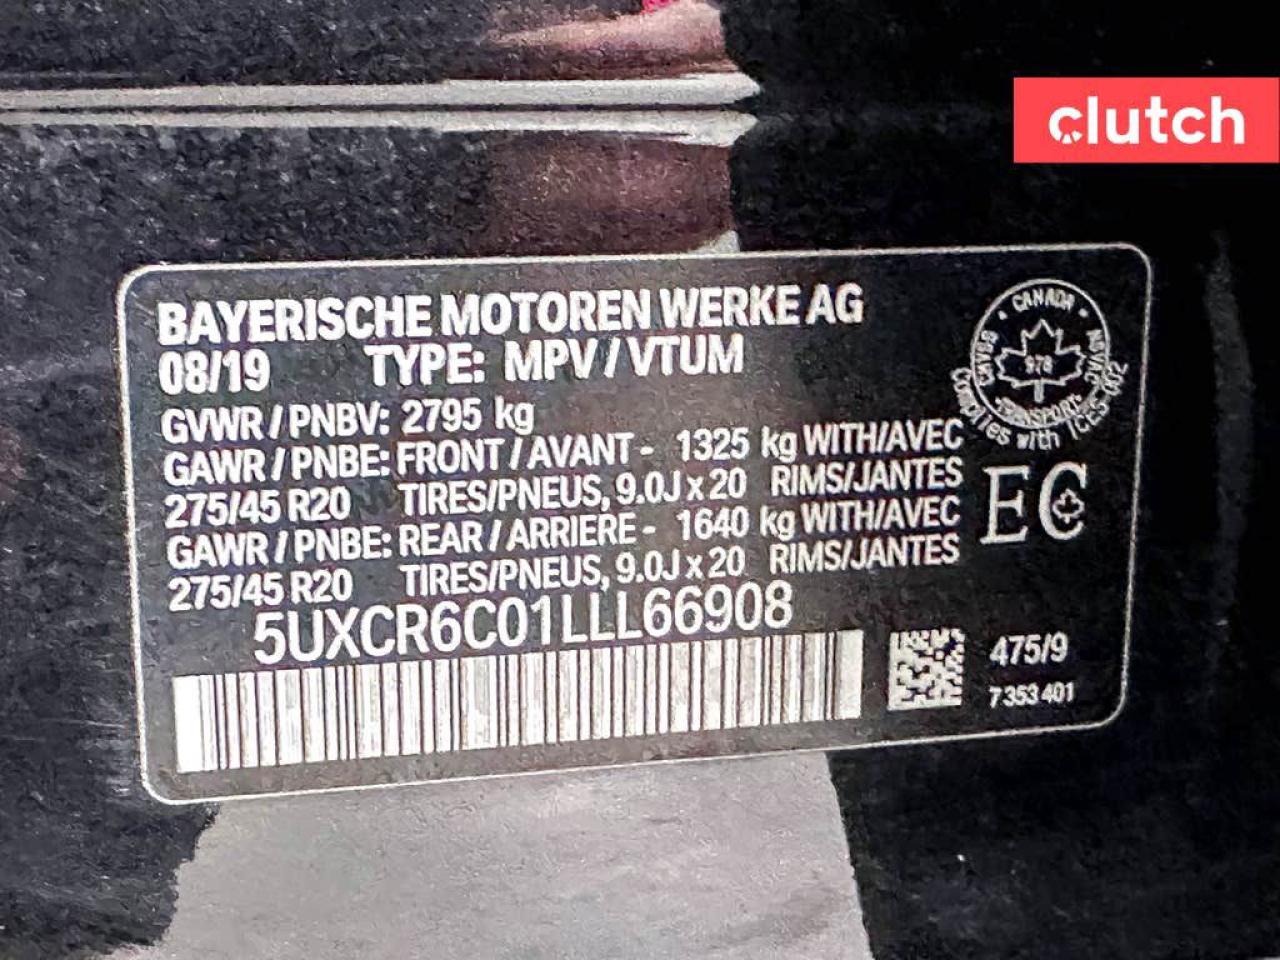 clutch
BAYERISCHE MOTOREN WERKE AG
08/19 TYPE: MPV / VTUM
GVWR / PNBV: 2795 kg
GAWR / PNBE: FRONT / AVANT - 1325 kg WITH/AVEC
275/45 R20 TIRES/PNEUS, 9.0J x 20 RIMS/JANTES
GAWR / PNBE: REAR / ARRIERE - 1640 kg WITH/AVEC
275/45 R20 TIRES/PNEUS, 9.0J x 20 RIMS/JANTES
5UXCR6C01LLL66908
CANADA
978
TRANSPORT
Complies with ICES-002
EC
475/9
7 353 401